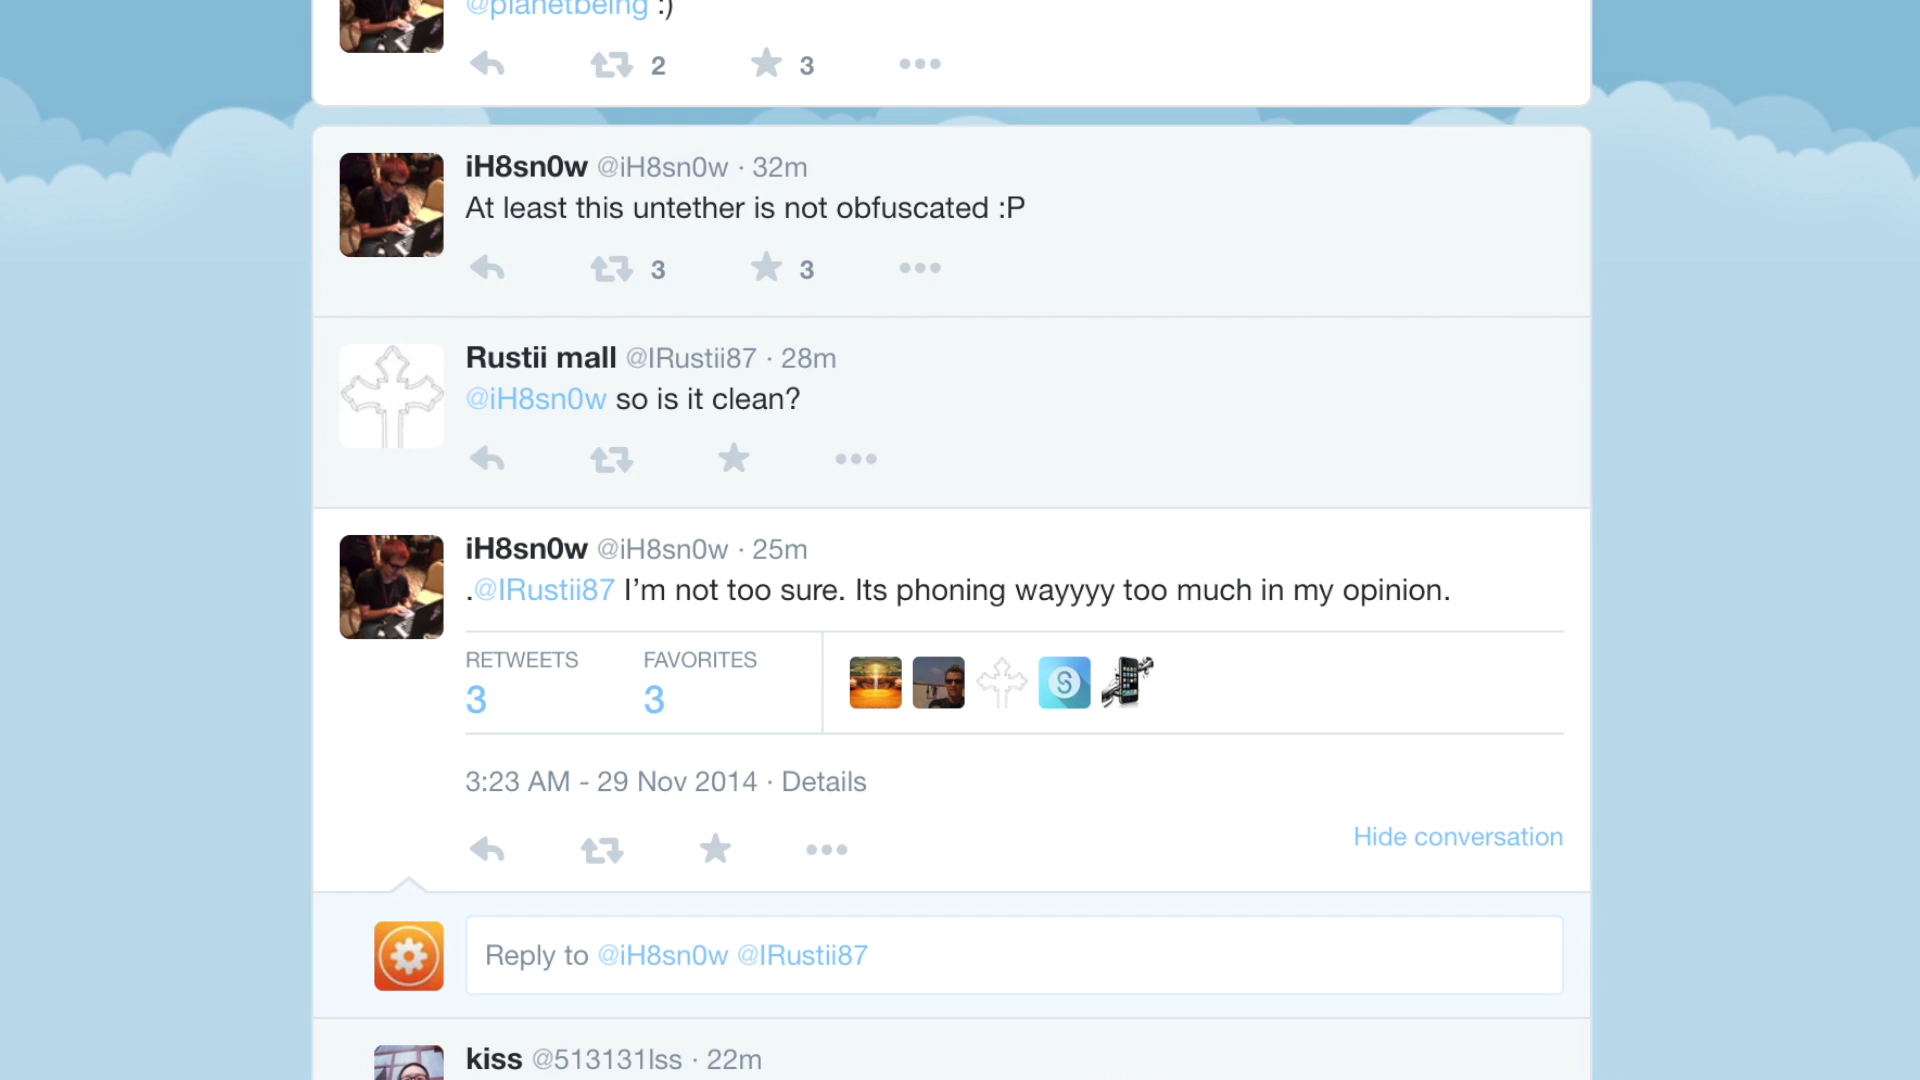 @planetbeing :)
2 3
iH8sn0w @iH8sn0w · 32m
At least this untether is not obfuscated :P
3 3
Rustii mall @IRustii87 · 28m
@iH8sn0w so is it clean?
iH8sn0w @iH8sn0w · 25m
.@IRustii87 I’m not too sure. Its phoning wayyyy too much in my opinion.
RETWEETS FAVORITES
3 3
S
3:23 AM - 29 Nov 2014 · Details
Hide conversation
Reply to @iH8sn0w @IRustii87
kiss @513131lss · 22m